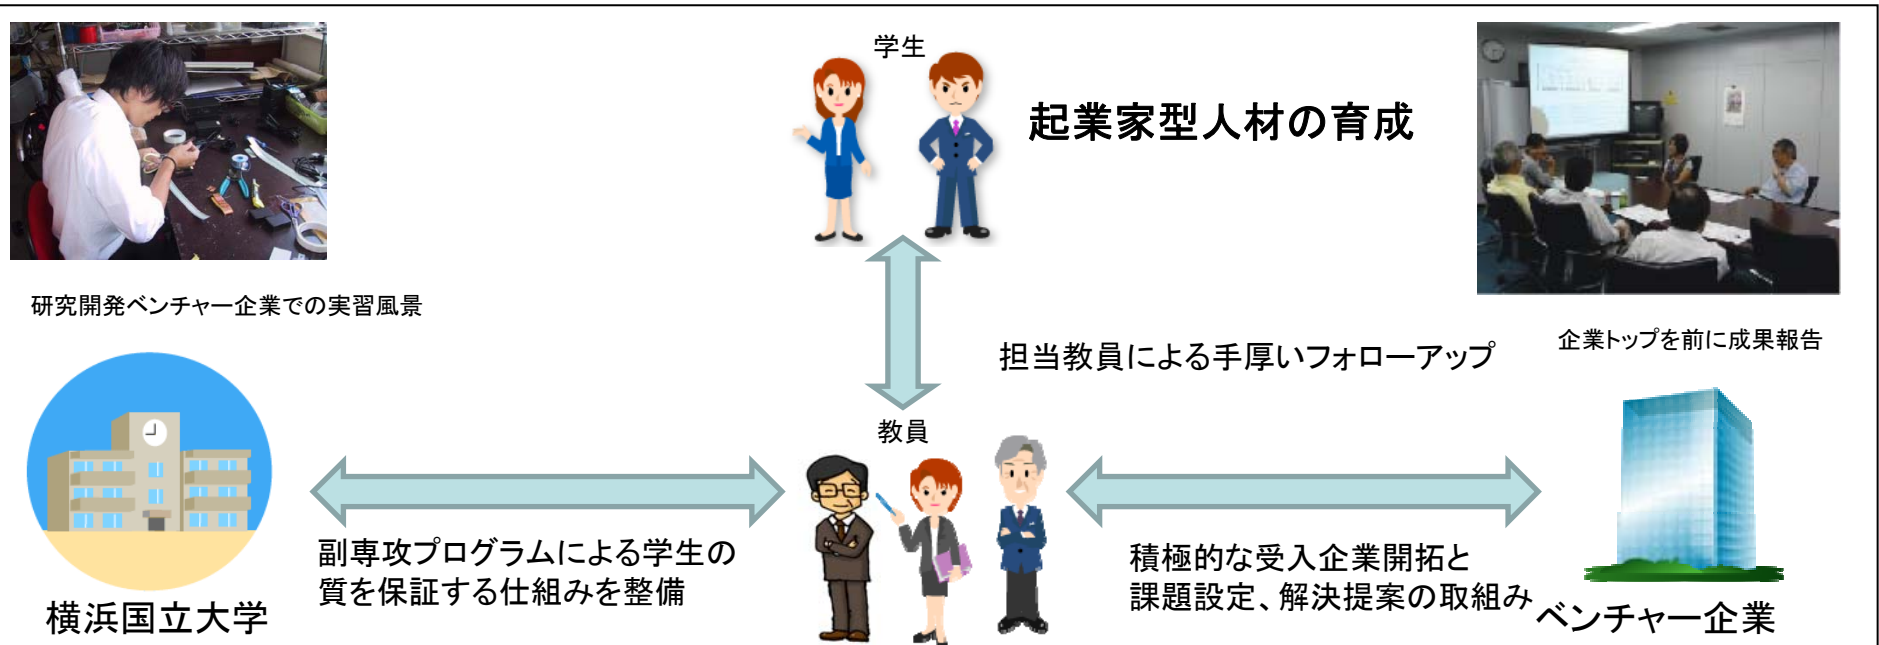 学生
起業家型人材の育成
研究開発ベンチャー企業での実習風景
企業トップを前に成果報告
担当教員による手厚いフォローアップ
教員
副専攻プログラムによる学生の
質を保証する仕組みを整備
積極的な受入企業開拓と
課題設定、解決提案の取組み
横浜国立大学
ベンチャー企業